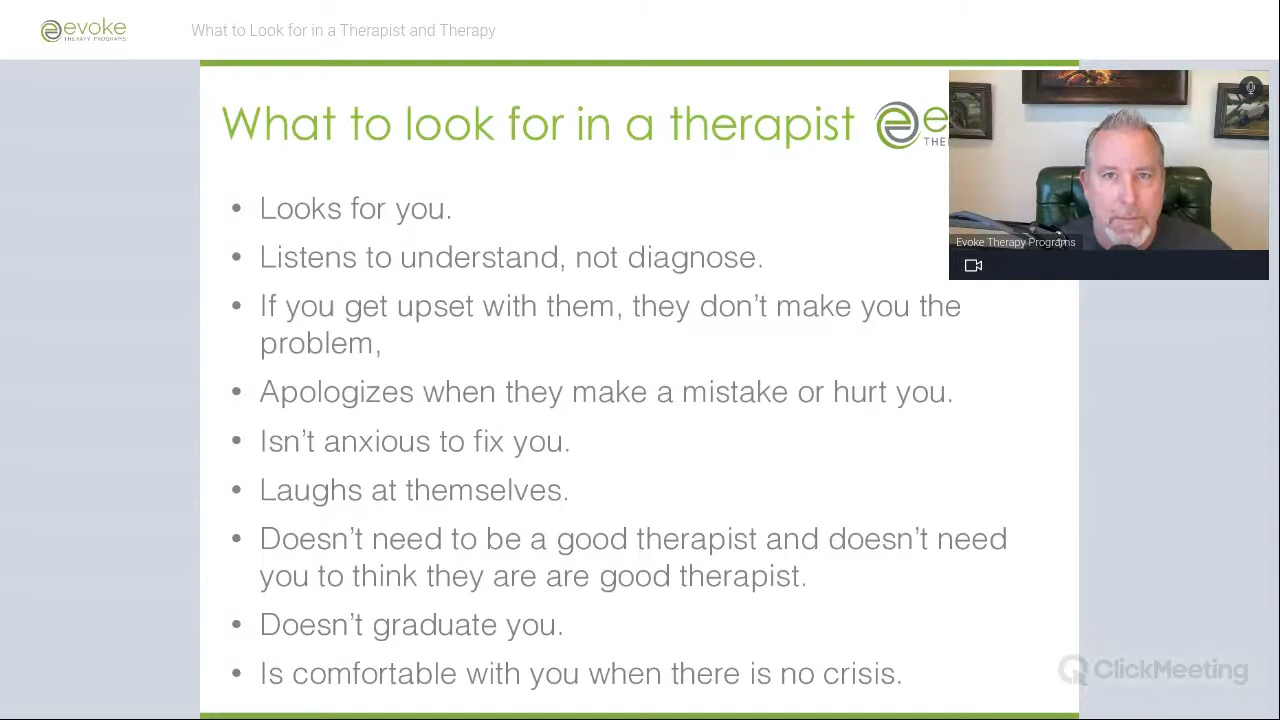 evoke
THERAPY PROGRAMS
What to Look for in a Therapist and Therapy
What to look for in a therapist
e
THE
Evoke Therapy Programs
• Looks for you.
• Listens to understand, not diagnose.
• If you get upset with them, they don't make you the
problem,
• Apologizes when they make a mistake or hurt you.
• Isn't anxious to fix you.
• Laughs at themselves.
• Doesn't need to be a good therapist and doesn't need
you to think they are are good therapist.
• Doesn't graduate you.
• Is comfortable with you when there is no crisis.
ClickMeeting